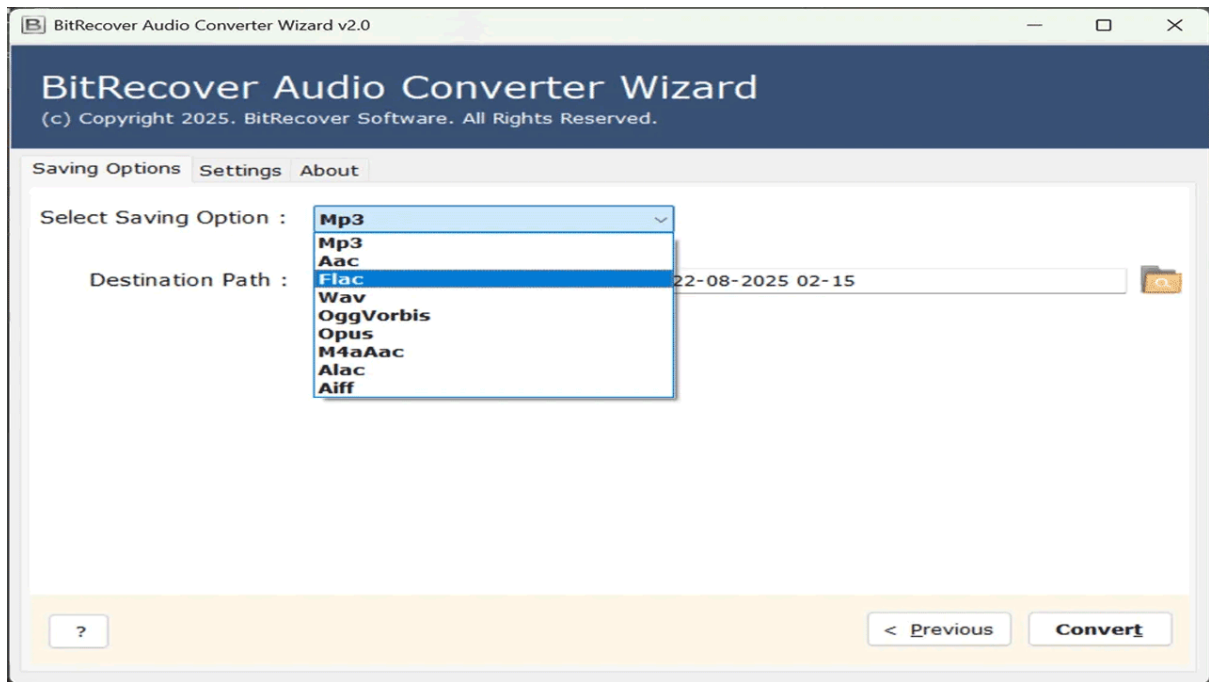 BitRecover Audio Converter Wizard v2.0
BitRecover Audio Converter Wizard
(c) Copyright 2025. BitRecover Software. All Rights Reserved.
Saving Options Settings About
Select Saving Option : Mp3
Mp3
Aac
Destination Path : Flac 22-08-2025 02-15
Wav
OggVorbis
Opus
M4aAac
Alac
Aiff
? < Previous Convert